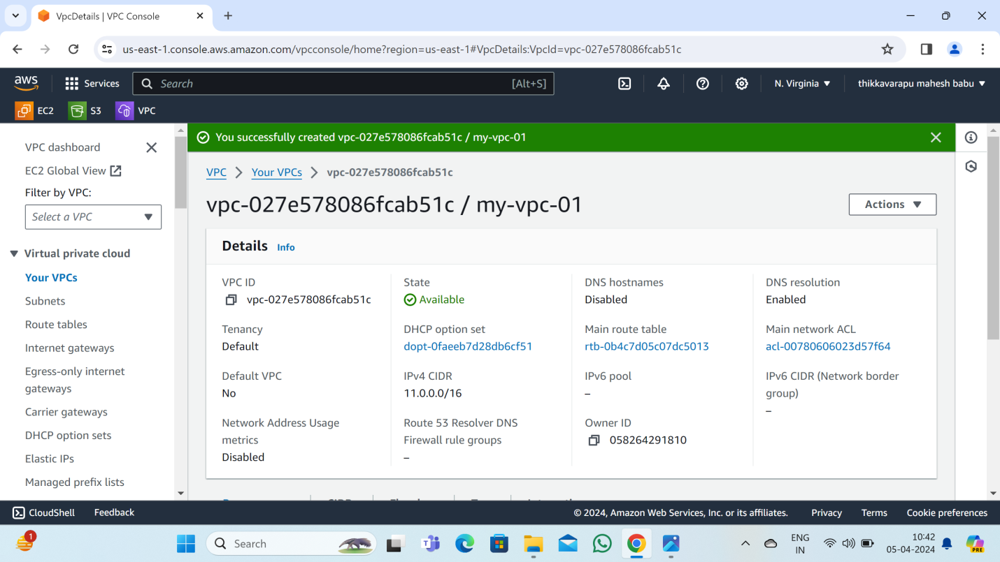 VpcDetails | VPC Console
us-east-1.console.aws.amazon.com/vpcconsole/home?region=us-east-1#VpcDetails:VpcId=vpc-027e578086fcab51c
aws
Services
Search
[Alt+S]
N. Virginia
thikkavarapu mahesh babu
EC2
S3
VPC
VPC dashboard
EC2 Global View
Filter by VPC:
Select a VPC
Virtual private cloud
Your VPCs
Subnets
Route tables
Internet gateways
Egress-only internet
gateways
Carrier gateways
DHCP option sets
Elastic IPs
Managed prefix lists
You successfully created vpc-027e578086fcab51c / my-vpc-01
VPC
Your VPCs
vpc-027e578086fcab51c
vpc-027e578086fcab51c / my-vpc-01
Actions
Details
Info
VPC ID
vpc-027e578086fcab51c
State
Available
DNS hostnames
Disabled
DNS resolution
Enabled
Tenancy
Default
DHCP option set
dopt-0faeeb7d28db6cf51
Main route table
rtb-0b4c7d05c07dc5013
Main network ACL
acl-00780606023d57f64
Default VPC
No
IPv4 CIDR
11.0.0.0/16
IPv6 pool
–
IPv6 CIDR (Network border
group)
–
Network Address Usage
metrics
Disabled
Route 53 Resolver DNS
Firewall rule groups
–
Owner ID
058264291810
CloudShell
Feedback
© 2024, Amazon Web Services, Inc. or its affiliates.
Privacy
Terms
Cookie preferences
1
Search
ENG
IN
10:42
05-04-2024
PRE